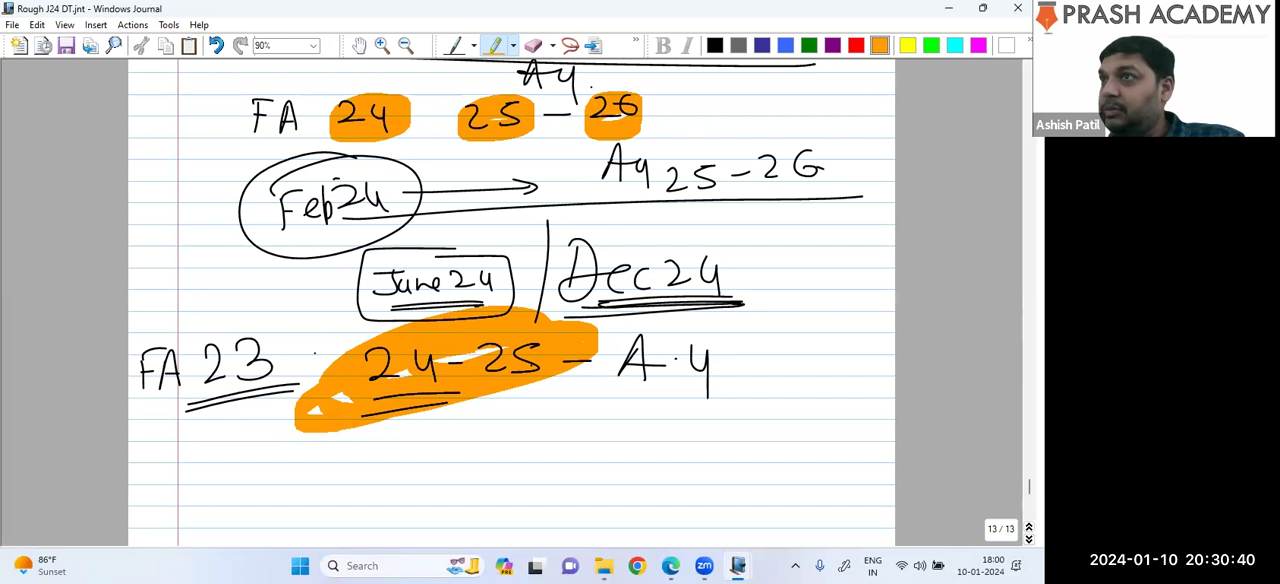 Rough J24 DT.jnt - Windows Journal
File Edit View Insert Actions Tools Help
90%
B I
PRASH ACADEMY
Ashish Patil
Ay.
FA 24 25 - 26
Feb 24 Ay 25 - 26
June 24 Dec 24
FA 23 24 - 25 - A.y
13 / 13
86°F
Sunset
Search
ENG
IN
18:00
10-01-2024
2024-01-10 20:30:40